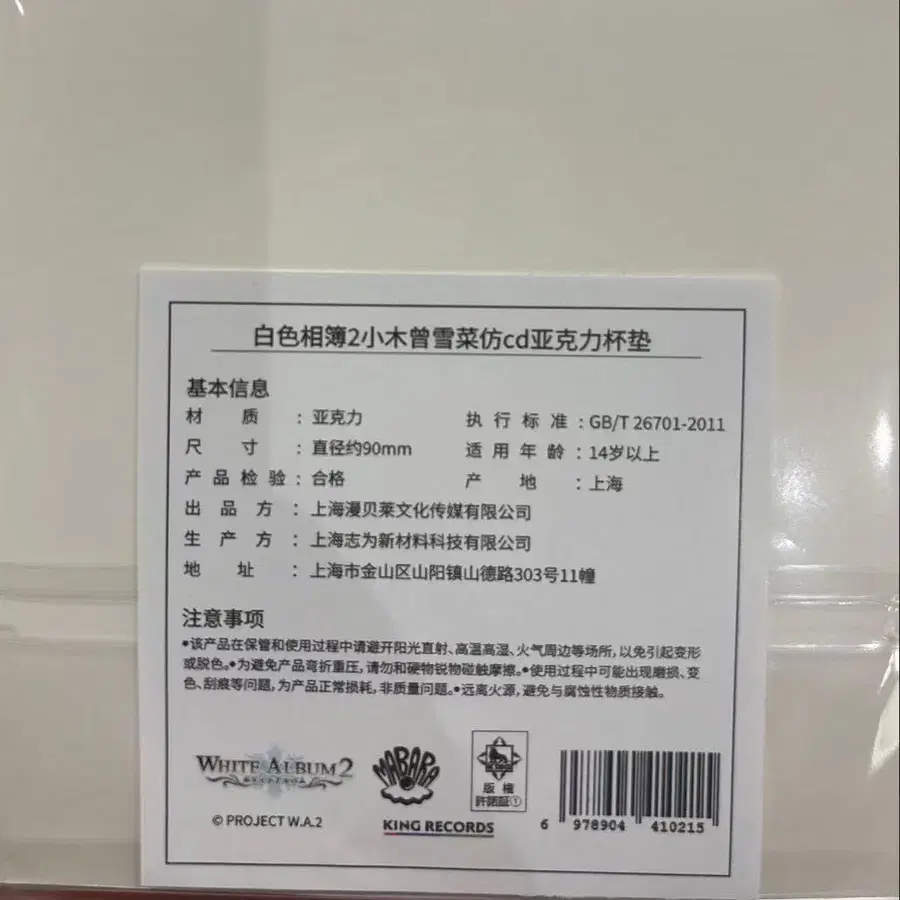 白色相簿2小木曾雪菜仿cd亚克力杯垫
基本信息
材质：亚克力 执行标准：GB/T 26701-2011
尺寸：直径约90mm 适用年龄：14岁以上
产品检验：合格 产地：上海
出品方：上海漫贝莱文化传媒有限公司
生产方：上海志为新材料科技有限公司
地址：上海市金山区山阳镇山德路303号11幢
注意事项
•该产品在保管和使用过程中请避开阳光直射、高温高湿、火气周边等场所,以免引起变形
或脱色。•为避免产品弯折重压,请勿和硬物锐物碰触摩擦。•使用过程中可能出现磨损、变
色、刮痕等问题,为产品正常损耗,非质量问题。•远离火源,避免与腐蚀性物质接触。
WHITE ALBUM 2
ホワイトアルバム
© PROJECT W.A.2
MABARA
KING RECORDS
版権
許諾証①
6 978904 410215